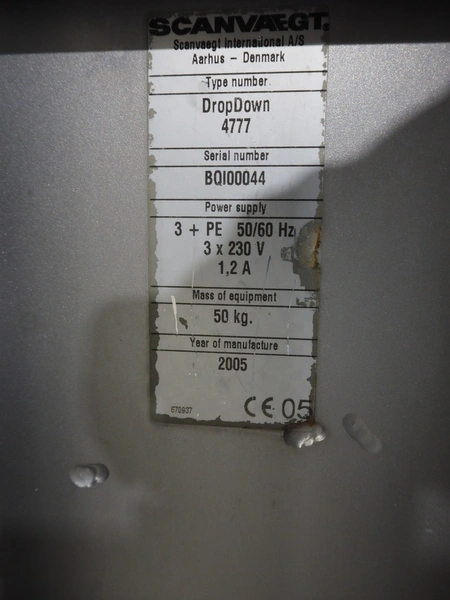 SCANVAEGT
Scanvaegt International A/S
Aarhus - Denmark
Type number
DropDown
4777
Serial number
BQI00044
Power supply
3 + PE 50/60 Hz
3 x 230 V
1,2 A
Mass of equipment
50 kg.
Year of manufacture
2005
670937
CE 05